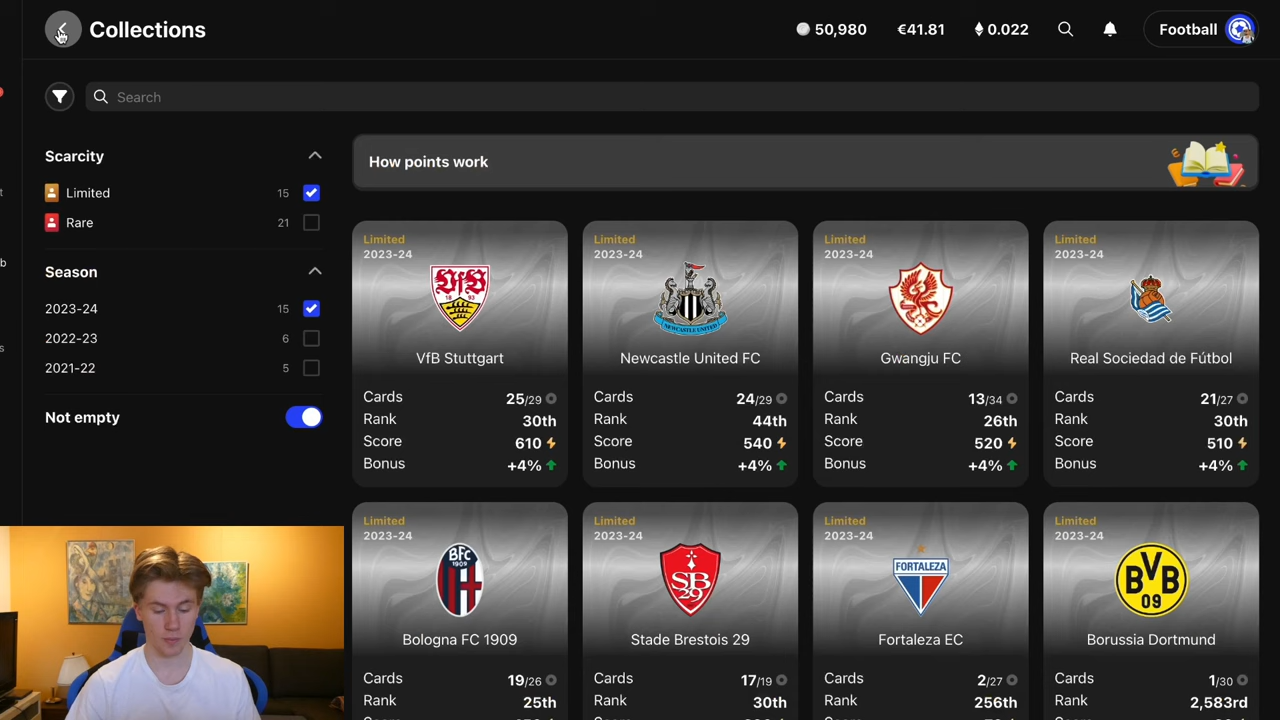 Collections
50,980
€41.81
0.022
Football
Search
Scarcity
Limited 15
Rare 21
Season
2023-24 15
2022-23 6
2021-22 5
Not empty
How points work
Limited
2023-24
VfB Stuttgart
Cards 25/29
Rank 30th
Score 610
Bonus +4%
Limited
2023-24
Newcastle United FC
Cards 24/29
Rank 44th
Score 540
Bonus +4%
Limited
2023-24
Gwangju FC
Cards 13/34
Rank 26th
Score 520
Bonus +4%
Limited
2023-24
Real Sociedad de Fútbol
Cards 21/27
Rank 30th
Score 510
Bonus +4%
Limited
2023-24
BFC
1909
Bologna FC 1909
Cards 19/26
Rank 25th
Limited
2023-24
SB
29
Stade Brestois 29
Cards 17/19
Rank 30th
Limited
2023-24
FORTALEZA
Fortaleza EC
Cards 2/27
Rank 256th
Limited
2023-24
BVB
09
Borussia Dortmund
Cards 1/30
Rank 2,583rd